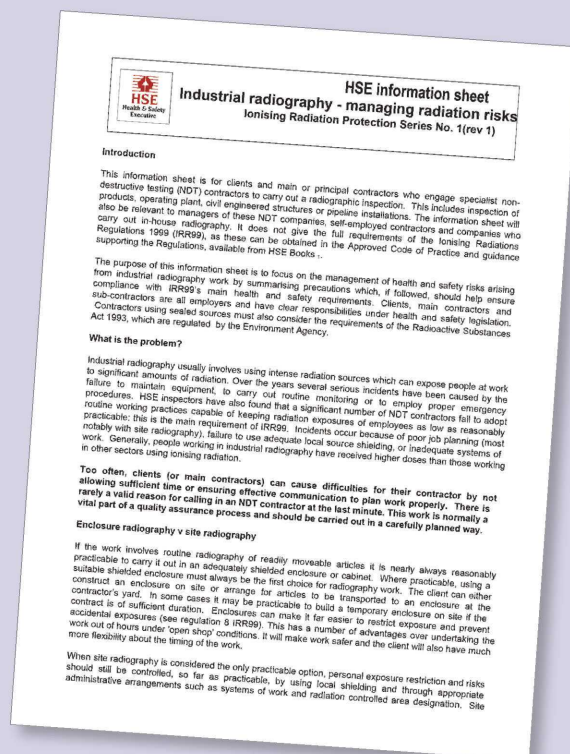 HSE
Health & Safety
Executive
HSE information sheet
Industrial radiography - managing radiation risks
Ionising Radiation Protection Series No. 1(rev 1)
Introduction
This information sheet is for clients and main or principal contractors who engage specialist non-
destructive testing (NDT) contractors to carry out a radiographic inspection. This includes inspection of
products, operating plant, civil engineered structures or pipeline installations. The information sheet will
also be relevant to managers of these NDT companies, self-employed contractors and companies who
carry out in-house radiography. It does not give the full requirements of the Ionising Radiations
Regulations 1999 (IRR99), as these can be obtained in the Approved Code of Practice and guidance
supporting the Regulations, available from HSE Books .
The purpose of this information sheet is to focus on the management of health and safety risks arising
from industrial radiography work by summarising precautions which, if followed, should help ensure
compliance with IRR99's main health and safety requirements. Clients, main contractors and
sub-contractors are all employers and have clear responsibilities under health and safety legislation.
Contractors using sealed sources must also consider the requirements of the Radioactive Substances
Act 1993, which are regulated by the Environment Agency.
What is the problem?
Industrial radiography usually involves using intense radiation sources which can expose people at work
to significant amounts of radiation. Over the years several serious incidents have been caused by the
failure to maintain equipment, to carry out routine monitoring or to employ proper emergency
procedures. HSE inspectors have also found that a significant number of NDT contractors fail to adopt
routine working practices capable of keeping radiation exposures of employees as low as reasonably
practicable; this is the main requirement of IRR99. Incidents occur because of poor job planning (most
notably with site radiography), failure to use adequate local source shielding, or inadequate systems of
work. Generally, people working in industrial radiography have received higher doses than those working
in other sectors using ionising radiation.
Too often, clients (or main contractors) can cause difficulties for their contractor by not
allowing sufficient time or ensuring effective communication to plan work properly. There is
rarely a valid reason for calling in an NDT contractor at the last minute. This work is normally a
vital part of a quality assurance process and should be carried out in a carefully planned way.
Enclosure radiography v site radiography
If the work involves routine radiography of readily moveable articles it is nearly always reasonably
practicable to carry it out in an adequately shielded enclosure or cabinet. Where practicable, using a
suitable shielded enclosure must always be the first choice for radiography work. The client can either
construct an enclosure on site or arrange for articles to be transported to an enclosure at the
contractor's yard. In some cases it may be practicable to build a temporary enclosure on site if the
contract is of sufficient duration. Enclosures can make it far easier to restrict exposure and prevent
accidental exposures (see regulation 8 IRR99). This has a number of advantages over undertaking the
work out of hours under 'open shop' conditions. It will make work safer and the client will also have much
more flexibility about the timing of the work.
When site radiography is considered the only practicable option, personal exposure restriction and risks
should still be controlled, so far as practicable, by using local shielding and through appropriate
administrative arrangements such as systems of work and radiation controlled area designation. Site